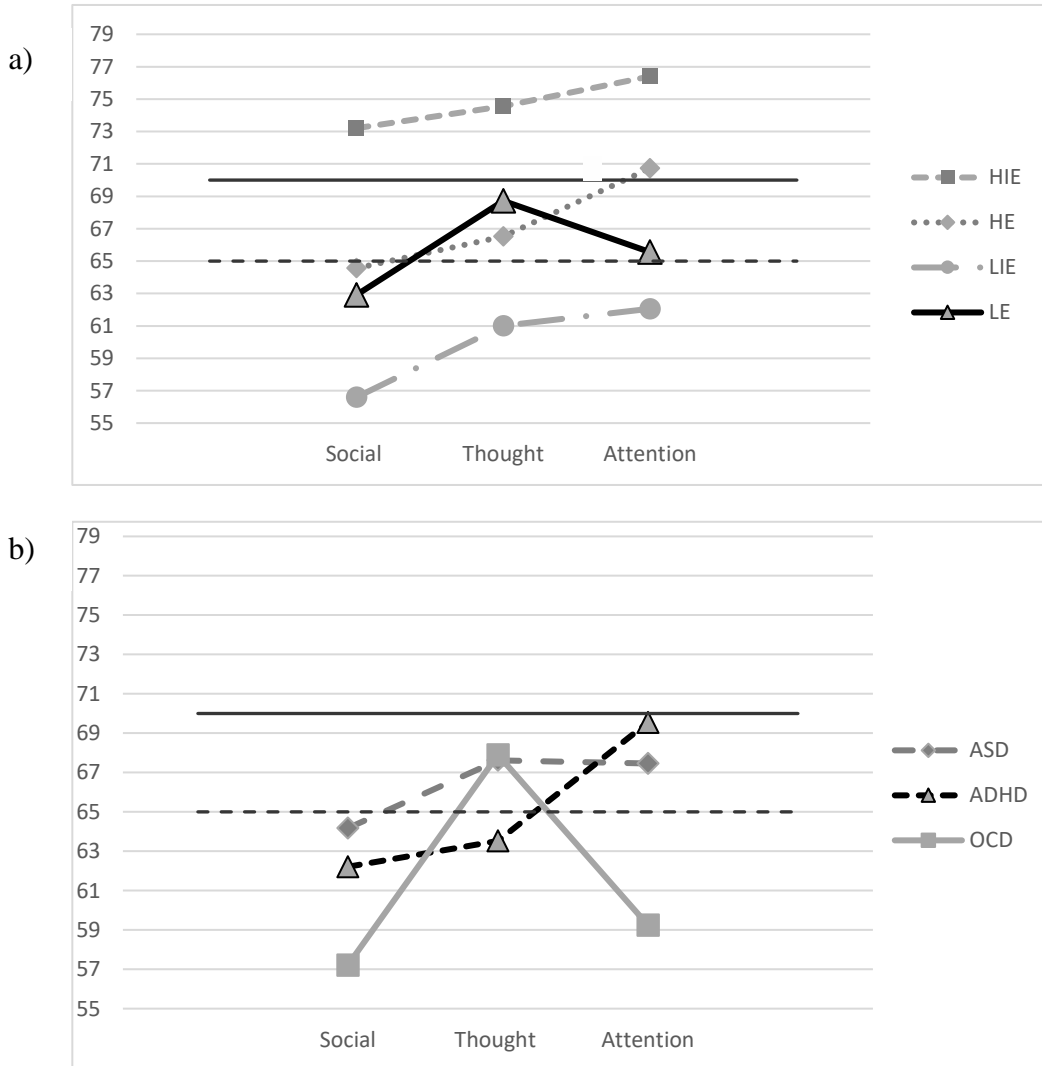 a)
79
77
75
73
71
69
67
65
63
61
59
57
55
Social Thought Attention
HIE
HE
LIE
LE
b)
79
77
75
73
71
69
67
65
63
61
59
57
55
Social Thought Attention
ASD
ADHD
OCD